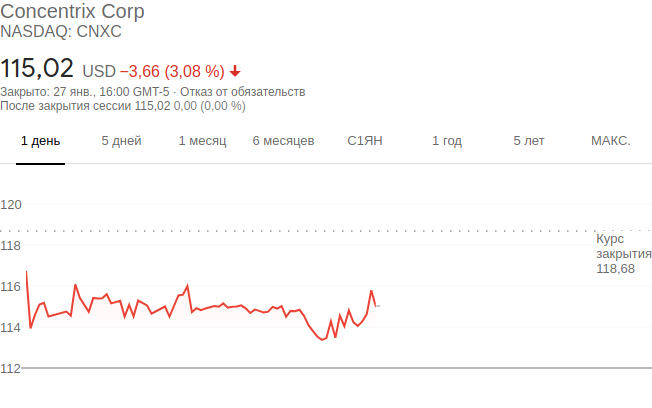 Concentrix Corp
NASDAQ: CNXC
115,02 USD −3,66 (3,08 %)
Закрыто: 27 янв., 16:00 GMT-5 · Отказ от обязательств
После закрытия сессии 115,02 0,00 (0,00 %)
1 день 5 дней 1 месяц 6 месяцев С1ЯН 1 год 5 лет МАКС.
120
Курс
118 закрытия
118,68
116
114
112